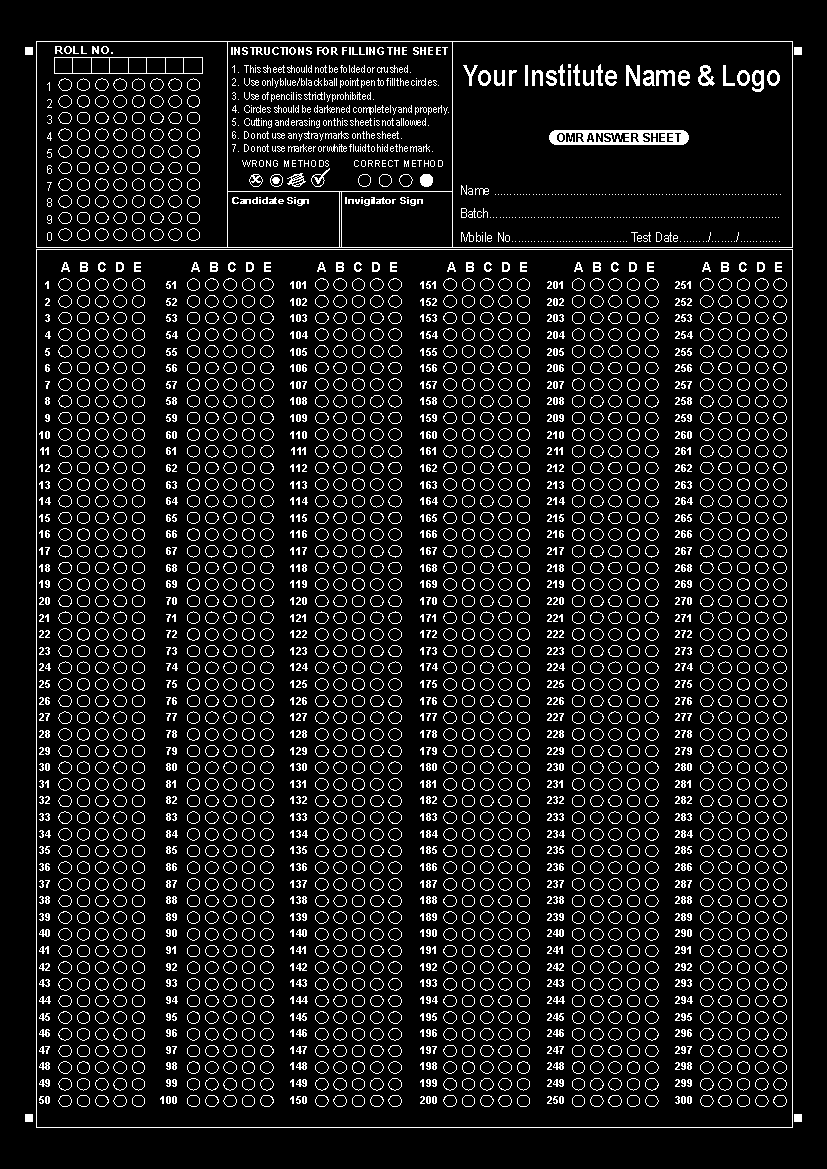 ROLL NO.
1
2
3
4
5
6
7
8
9
0
INSTRUCTIONS FOR FILLING THE SHEET
1. This sheet should not be folded or crushed.
2. Use only blue/black ball point pen to fill the circles.
3. Use of pencil is strictly prohibited.
4. Circles should be darkened completely and properly.
5. Cutting and erasing on this sheet is not allowed.
6. Do not use any stray marks on the sheet.
7. Do not use marker or white fluid to hide the mark.
WRONG METHODS CORRECT METHOD
Candidate Sign Invigilator Sign
Your Institute Name & Logo
OMR ANSWER SHEET
Name
Batch
Mobile No. Test Date / /
A B C D E A B C D E A B C D E A B C D E A B C D E A B C D E
1 51 101 151 201 251
2 52 102 152 202 252
3 53 103 153 203 253
4 54 104 154 204 254
5 55 105 155 205 255
6 56 106 156 206 256
7 57 107 157 207 257
8 58 108 158 208 258
9 59 109 159 209 259
10 60 110 160 210 260
11 61 111 161 211 261
12 62 112 162 212 262
13 63 113 163 213 263
14 64 114 164 214 264
15 65 115 165 215 265
16 66 116 166 216 266
17 67 117 167 217 267
18 68 118 168 218 268
19 69 119 169 219 269
20 70 120 170 220 270
21 71 121 171 221 271
22 72 122 172 222 272
23 73 123 173 223 273
24 74 124 174 224 274
25 75 125 175 225 275
26 76 126 176 226 276
27 77 127 177 227 277
28 78 128 178 228 278
29 79 129 179 229 279
30 80 130 180 230 280
31 81 131 181 231 281
32 82 132 182 232 282
33 83 133 183 233 283
34 84 134 184 234 284
35 85 135 185 235 285
36 86 136 186 236 286
37 87 137 187 237 287
38 88 138 188 238 288
39 89 139 189 239 289
40 90 140 190 240 290
41 91 141 191 241 291
42 92 142 192 242 292
43 93 143 193 243 293
44 94 144 194 244 294
45 95 145 195 245 295
46 96 146 196 246 296
47 97 147 197 247 297
48 98 148 198 248 298
49 99 149 199 249 299
50 100 150 200 250 300